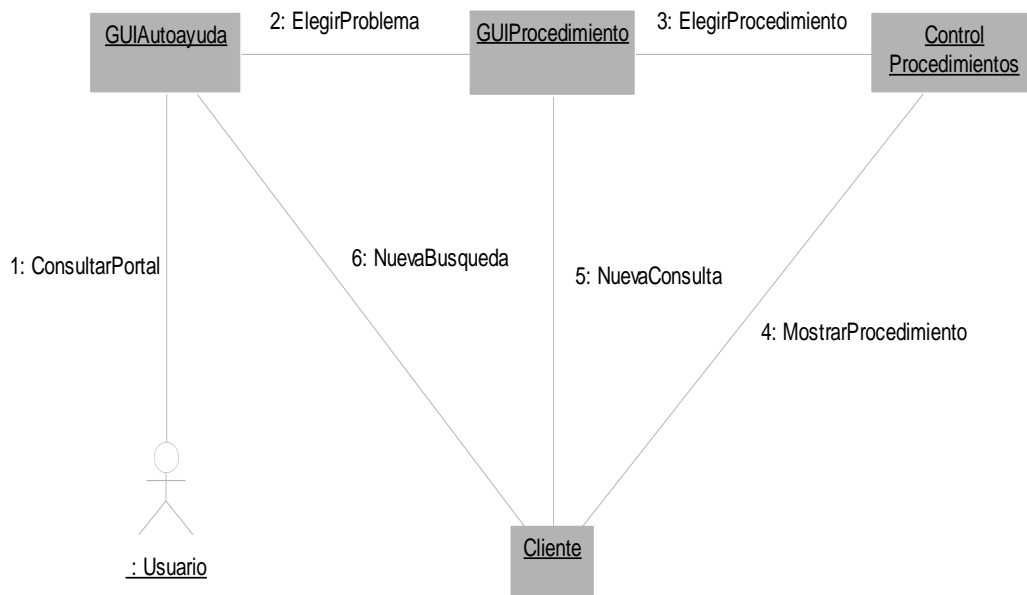 2: ElegirProblema
3: ElegirProcedimiento
GUIAutoayuda
GUIProcedimiento
Control
Procedimientos
1: ConsultarPortal
6: NuevaBusqueda
5: NuevaConsulta
4: MostrarProcedimiento
Cliente
: Usuario